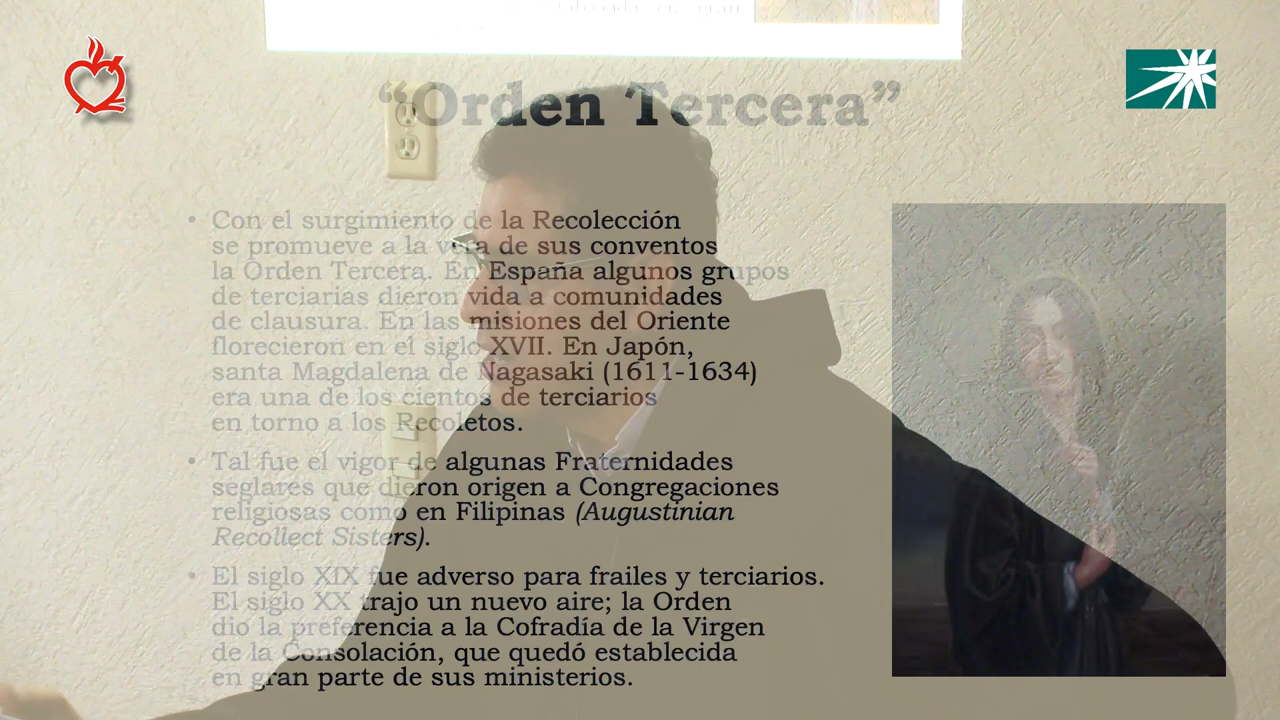 “Orden Tercera”
• Con el surgimiento de la Recolección
se promueve a la vera de sus conventos
la Orden Tercera. En España algunos grupos
de terciarias dieron vida a comunidades
de clausura. En las misiones del Oriente
florecieron en el siglo XVII. En Japón,
santa Magdalena de Nagasaki (1611-1634)
era una de los cientos de terciarios
en torno a los Recoletos.
• Tal fue el vigor de algunas Fraternidades
seglares que dieron origen a Congregaciones
religiosas como en Filipinas (Augustinian
Recollect Sisters).
• El siglo XIX fue adverso para frailes y terciarios.
El siglo XX trajo un nuevo aire; la Orden
dio la preferencia a la Cofradía de la Virgen
de la Consolación, que quedó establecida
en gran parte de sus ministerios.